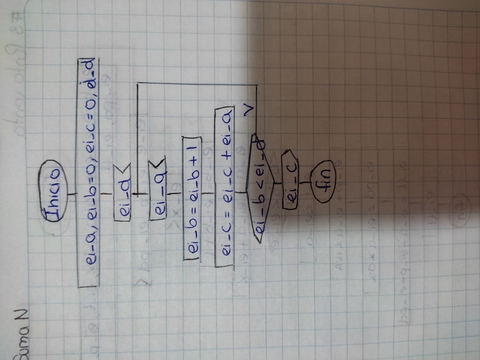 Suma N
Inicio
ei_a, ei_b=0, ei_c=0, d_d
ei_d
ei_a
ei_b=ei_b+1
ei_c=ei_c+ei_a
ei_b<ei_d
V
ei_c
fin